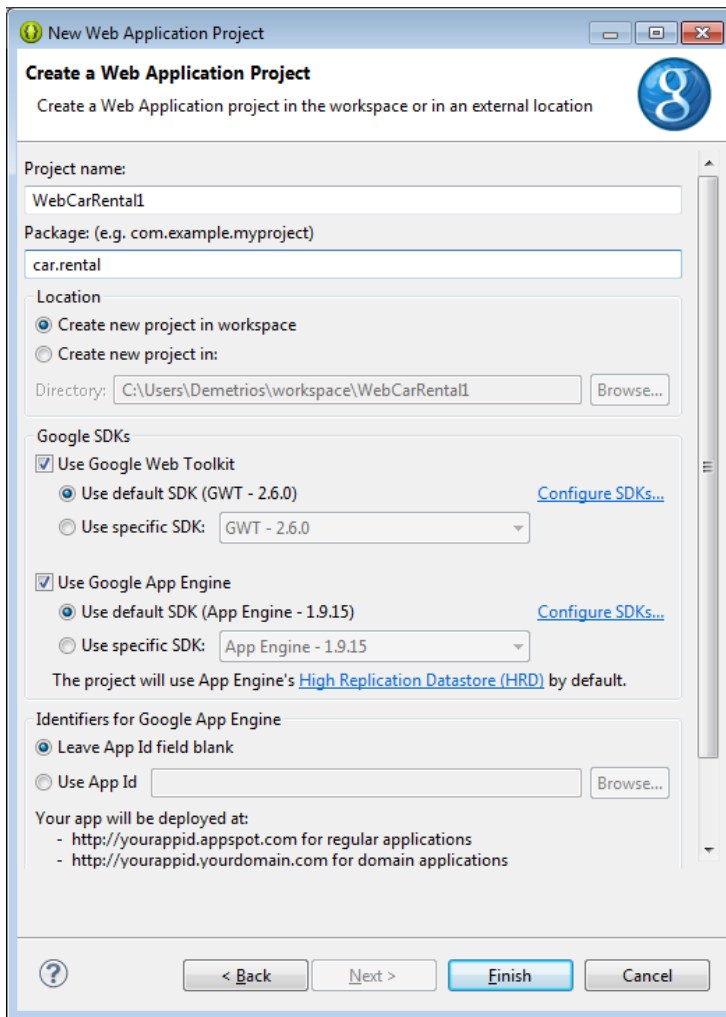 New Web Application Project
Create a Web Application Project
Create a Web Application project in the workspace or in an external location
g
Project name:
WebCarRental1
Package: (e.g. com.example.myproject)
car.rental
Location
Create new project in workspace
Create new project in:
Directory: C:\Users\Demetrios\workspace\WebCarRental1 Browse...
Google SDKs
Use Google Web Toolkit
Use default SDK (GWT - 2.6.0) Configure SDKs...
Use specific SDK: GWT - 2.6.0
Use Google App Engine
Use default SDK (App Engine - 1.9.15) Configure SDKs...
Use specific SDK: App Engine - 1.9.15
The project will use App Engine's High Replication Datastore (HRD) by default.
Identifiers for Google App Engine
Leave App Id field blank
Use App Id Browse...
Your app will be deployed at:
- http://yourappid.appspot.com for regular applications
- http://yourappid.yourdomain.com for domain applications
? < Back Next > Finish Cancel